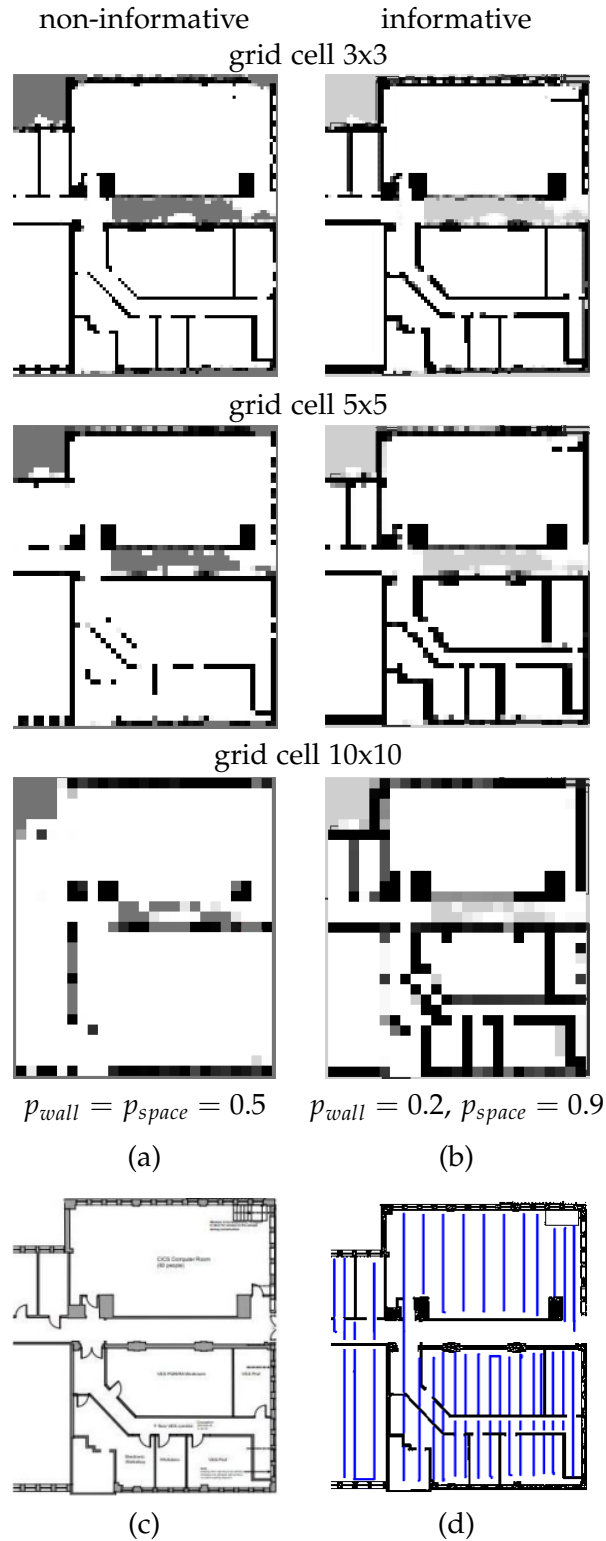 non-informative informative
grid cell 3x3
grid cell 5x5
grid cell 10x10
p_wall = p_space = 0.5 p_wall = 0.2, p_space = 0.9
(a) (b)
CICS Computer Room
(60 people)
(c) (d)